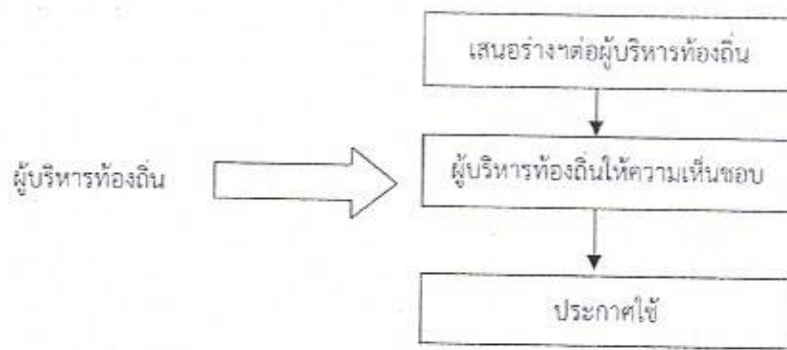 เสนอร่างฯต่อผู้บริหารท้องถิ่น
ผู้บริหารท้องถิ่น
ผู้บริหารท้องถิ่นให้ความเห็นชอบ
ประกาศใช้